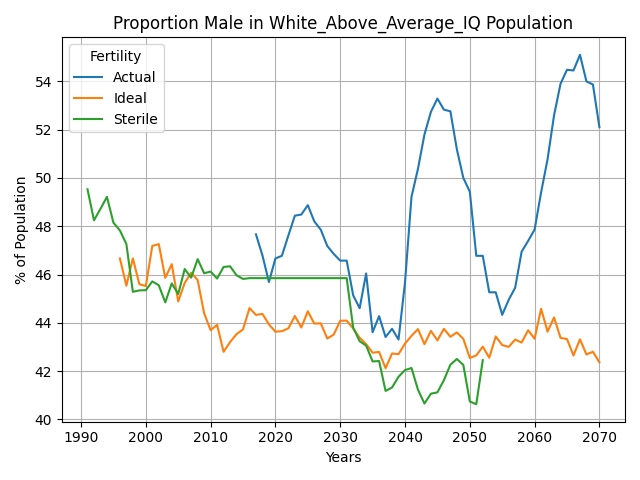 Proportion Male in White_Above_Average_IQ Population
Fertility
Actual
Ideal
Sterile
% of Population
54
52
50
48
46
44
42
40
1990
2000
2010
2020
2030
2040
2050
2060
2070
Years